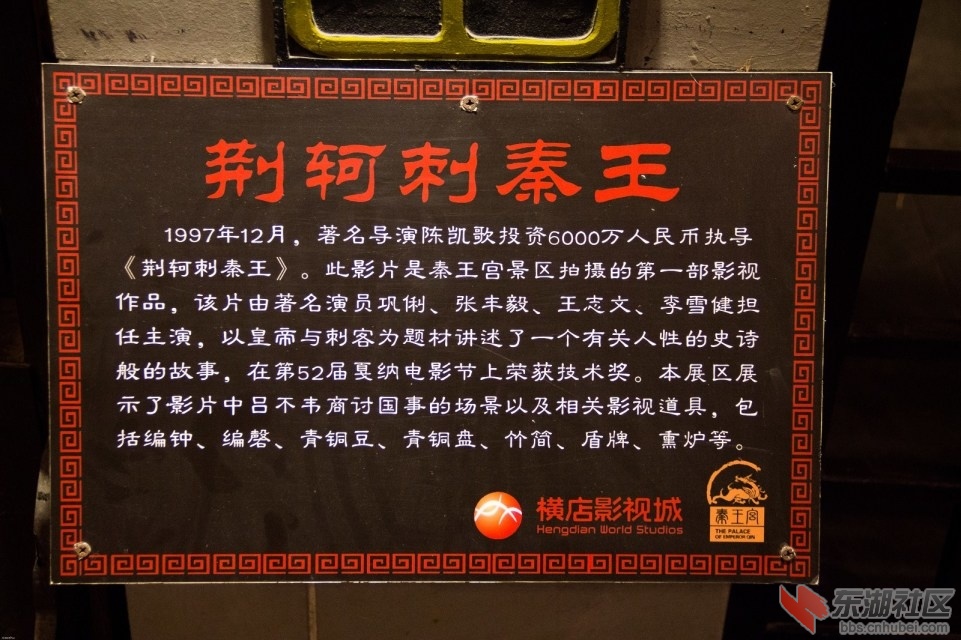 荆轲刺秦王
1997年12月，著名导演陈凯歌投资6000万人民币执导
《荆轲刺秦王》。此影片是秦王宫景区拍摄的第一部影视
作品，该片由著名演员巩俐、张丰毅、王志文、李雪健担
任主演，以皇帝与刺客为题材讲述了一个有关人性的史诗
般的故事，在第52届戛纳电影节上荣获技术奖。本展区展
示了影片中吕不韦商讨国事的场景以及相关影视道具，包
括编钟、编磬、青铜豆、青铜盘、竹简、盾牌、熏炉等。
横店影视城
Hengdian World Studios
秦王宫
THE PALACE
OF EMPEROR QIN
东湖社区
bbs.cnhubei.com